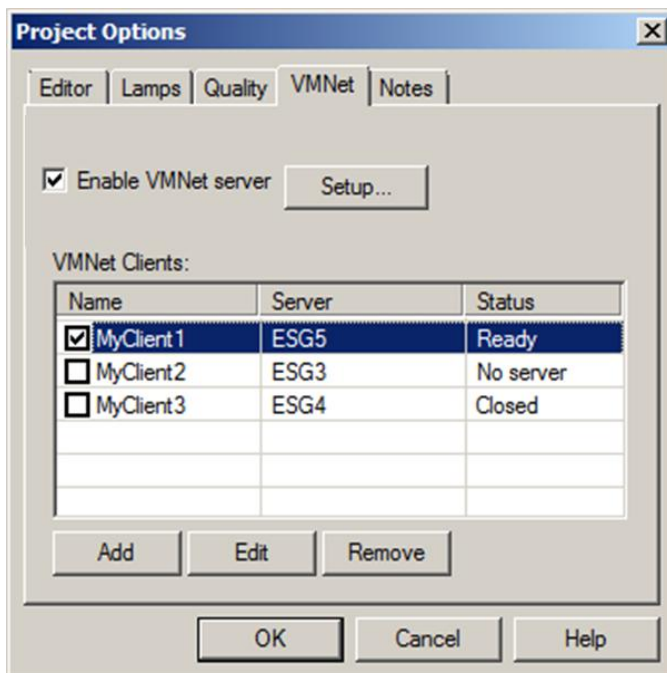 Project Options
Editor Lamps Quality VMNet Notes
Enable VMNet server Setup...
VMNet Clients:
Name Server Status
MyClient1 ESG5 Ready
MyClient2 ESG3 No server
MyClient3 ESG4 Closed
Add Edit Remove
OK Cancel Help